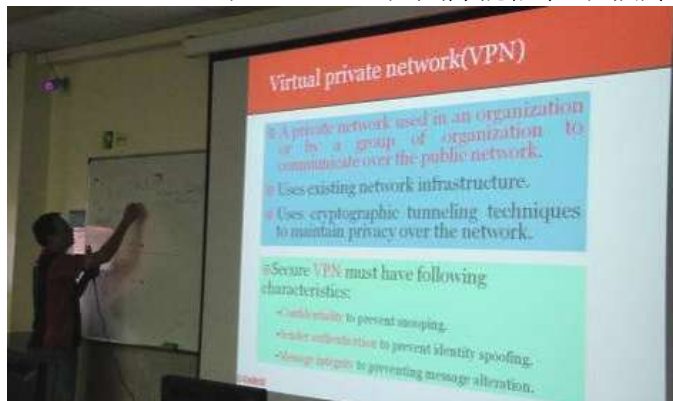 Virtual private network(VPN)
A private network used in an organization
or by a group of organization to
communicate over the public network.
Uses existing network infrastructure.
Uses cryptographic tunneling techniques
to maintain privacy over the network.
Secure VPN must have following
characteristics:
•Confidentiality to prevent snooping.
•Sender authentication to prevent identity spoofing.
•Message integrity to preventing message alteration.